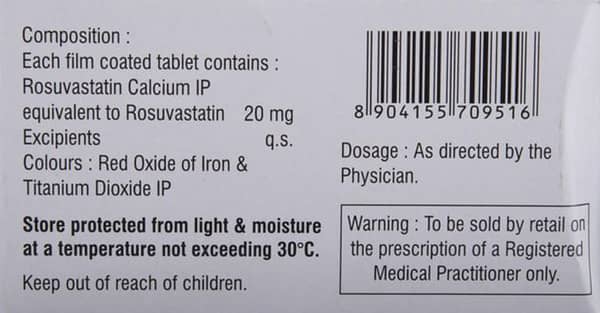 Composition :
Each film coated tablet contains :
Rosuvastatin Calcium IP
equivalent to Rosuvastatin 20 mg
Excipients q.s.
Colours : Red Oxide of Iron &
Titanium Dioxide IP
Store protected from light & moisture
at a temperature not exceeding 30°C.
Keep out of reach of children.
8 904155 709516
Dosage : As directed by the
Physician.
Warning : To be sold by retail on
the prescription of a Registered
Medical Practitioner only.